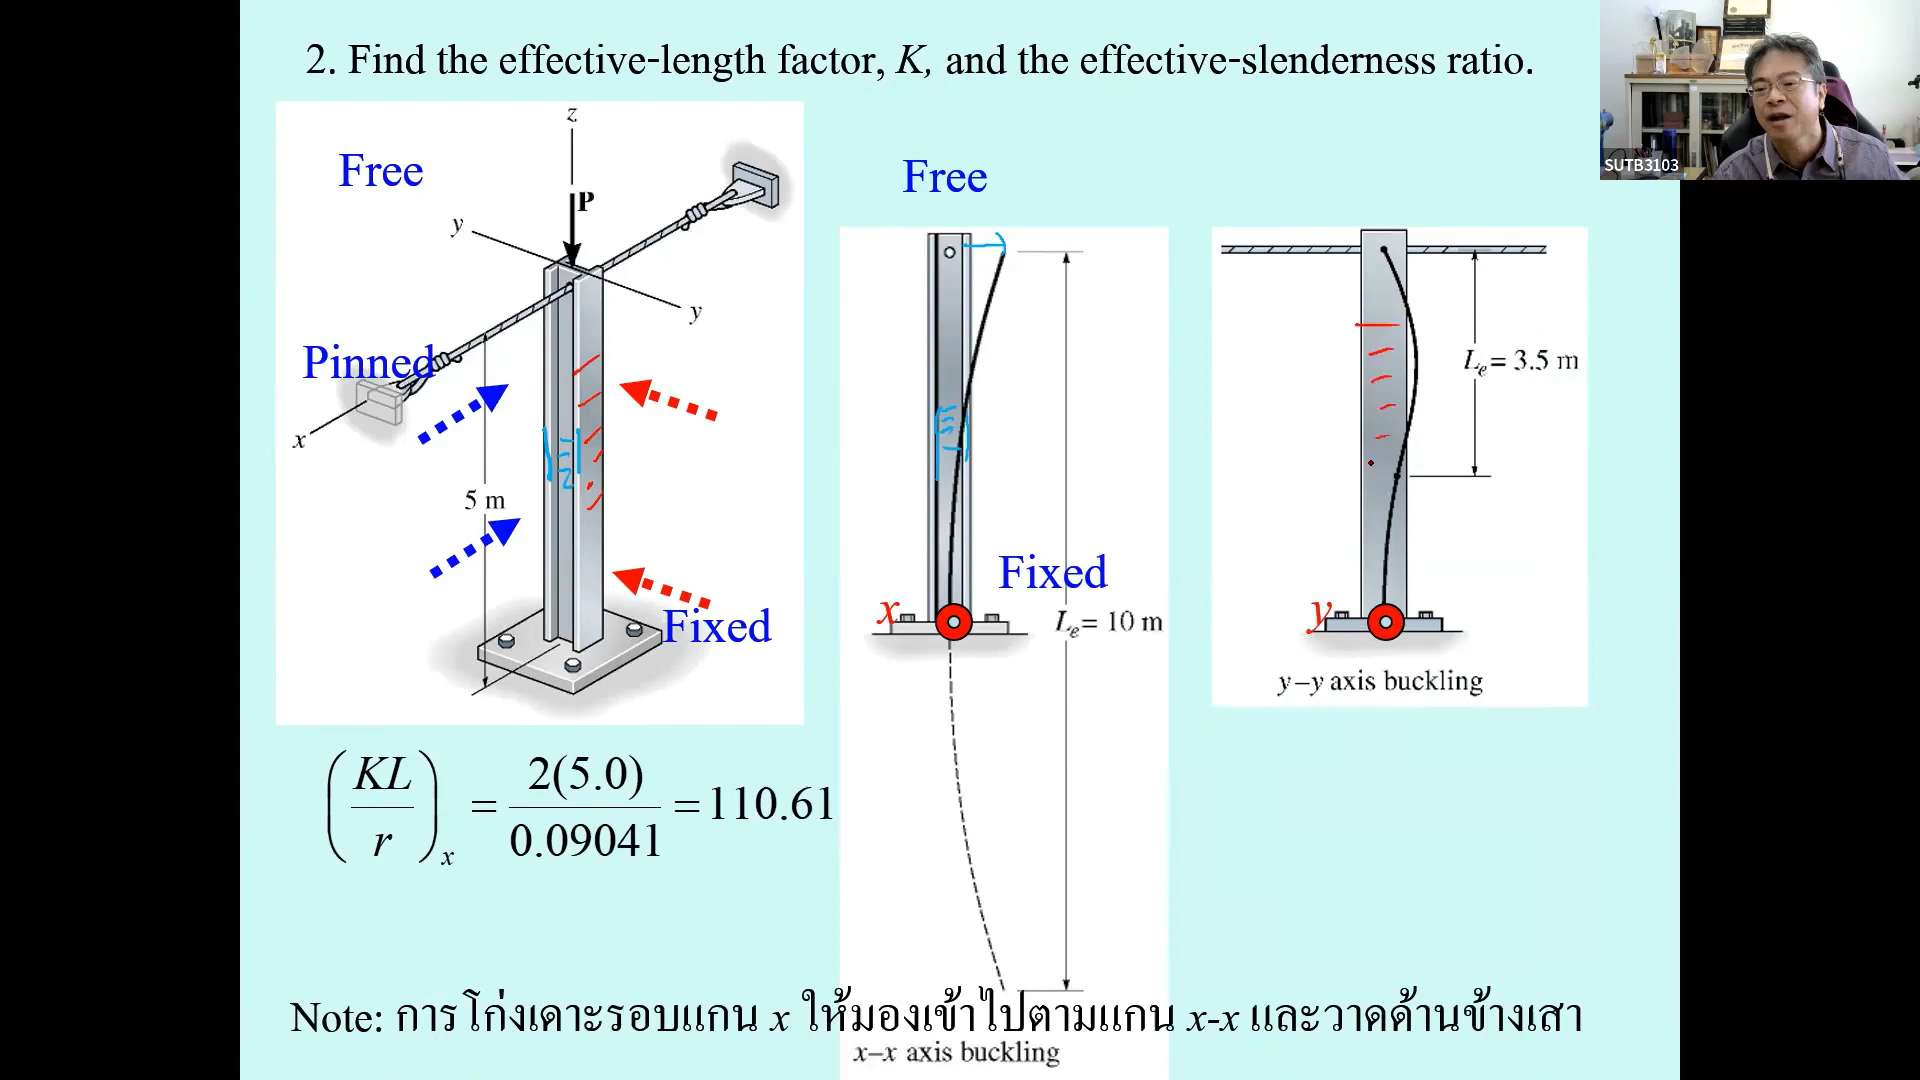 2. Find the effective-length factor, K, and the effective-slenderness ratio.
SUTB3103
z
Free
P
y
y
Pinned
x
5 m
Fixed
Free
Fixed
x
Le= 10 m
x–x axis buckling
Le= 3.5 m
y
y–y axis buckling
(KL/r)x = 2(5.0)/0.09041 = 110.61
Note: การโก่งเดาะรอบแกน x ให้มองเข้าไปตามแกน x-x และวาดด้านข้างเสา